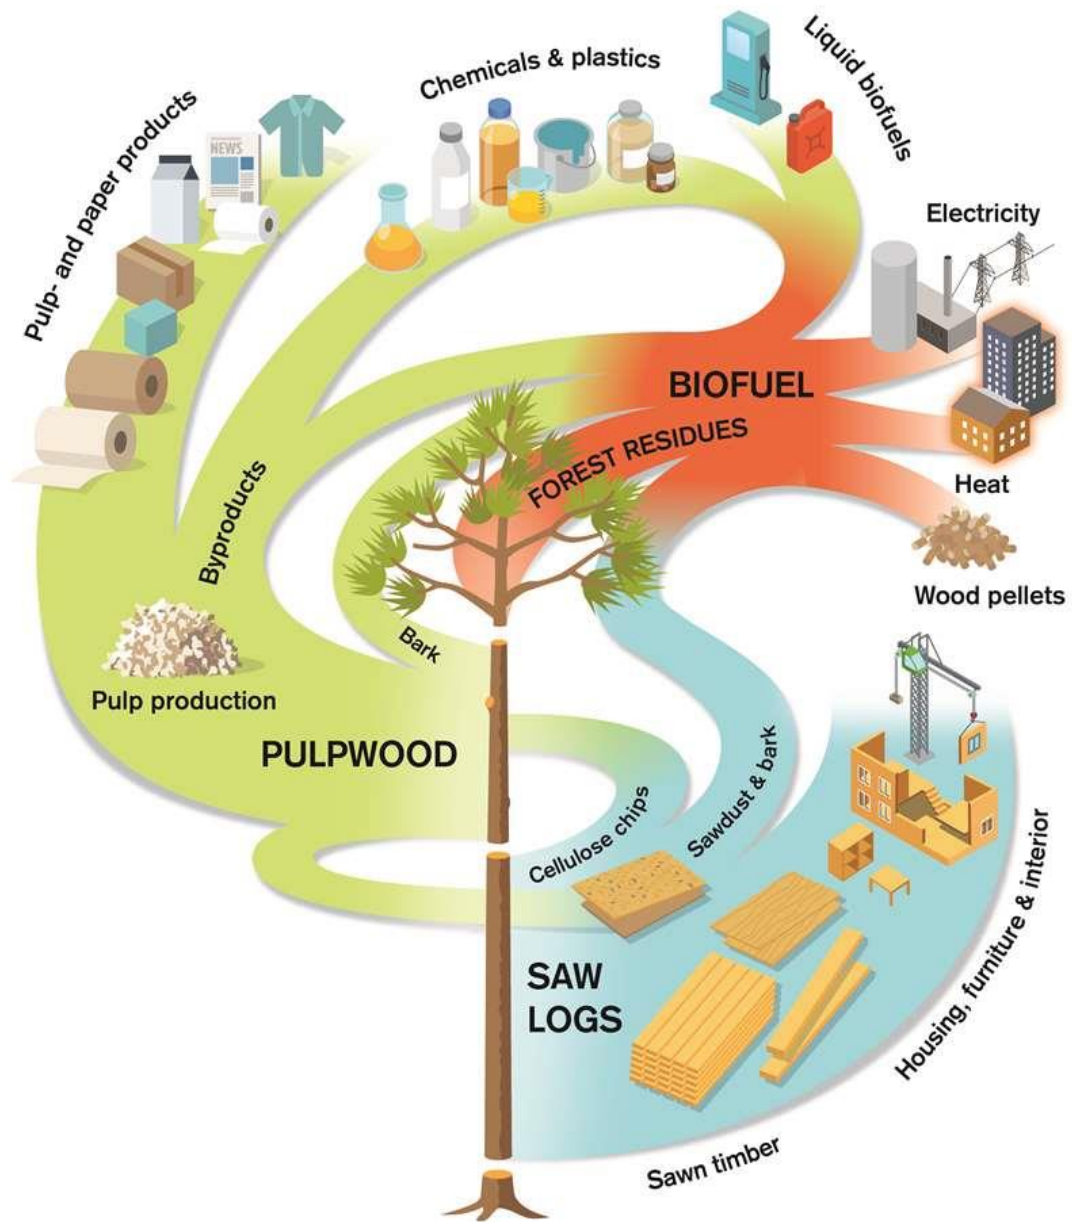 Chemicals & plastics
Liquid biofuels
Pulp- and paper products
NEWS
Electricity
BIOFUEL
FOREST RESIDUES
Heat
Byproducts
Wood pellets
Bark
Pulp production
PULPWOOD
Sawdust & bark
Cellulose chips
Housing, furniture & interior
SAW
LOGS
Sawn timber